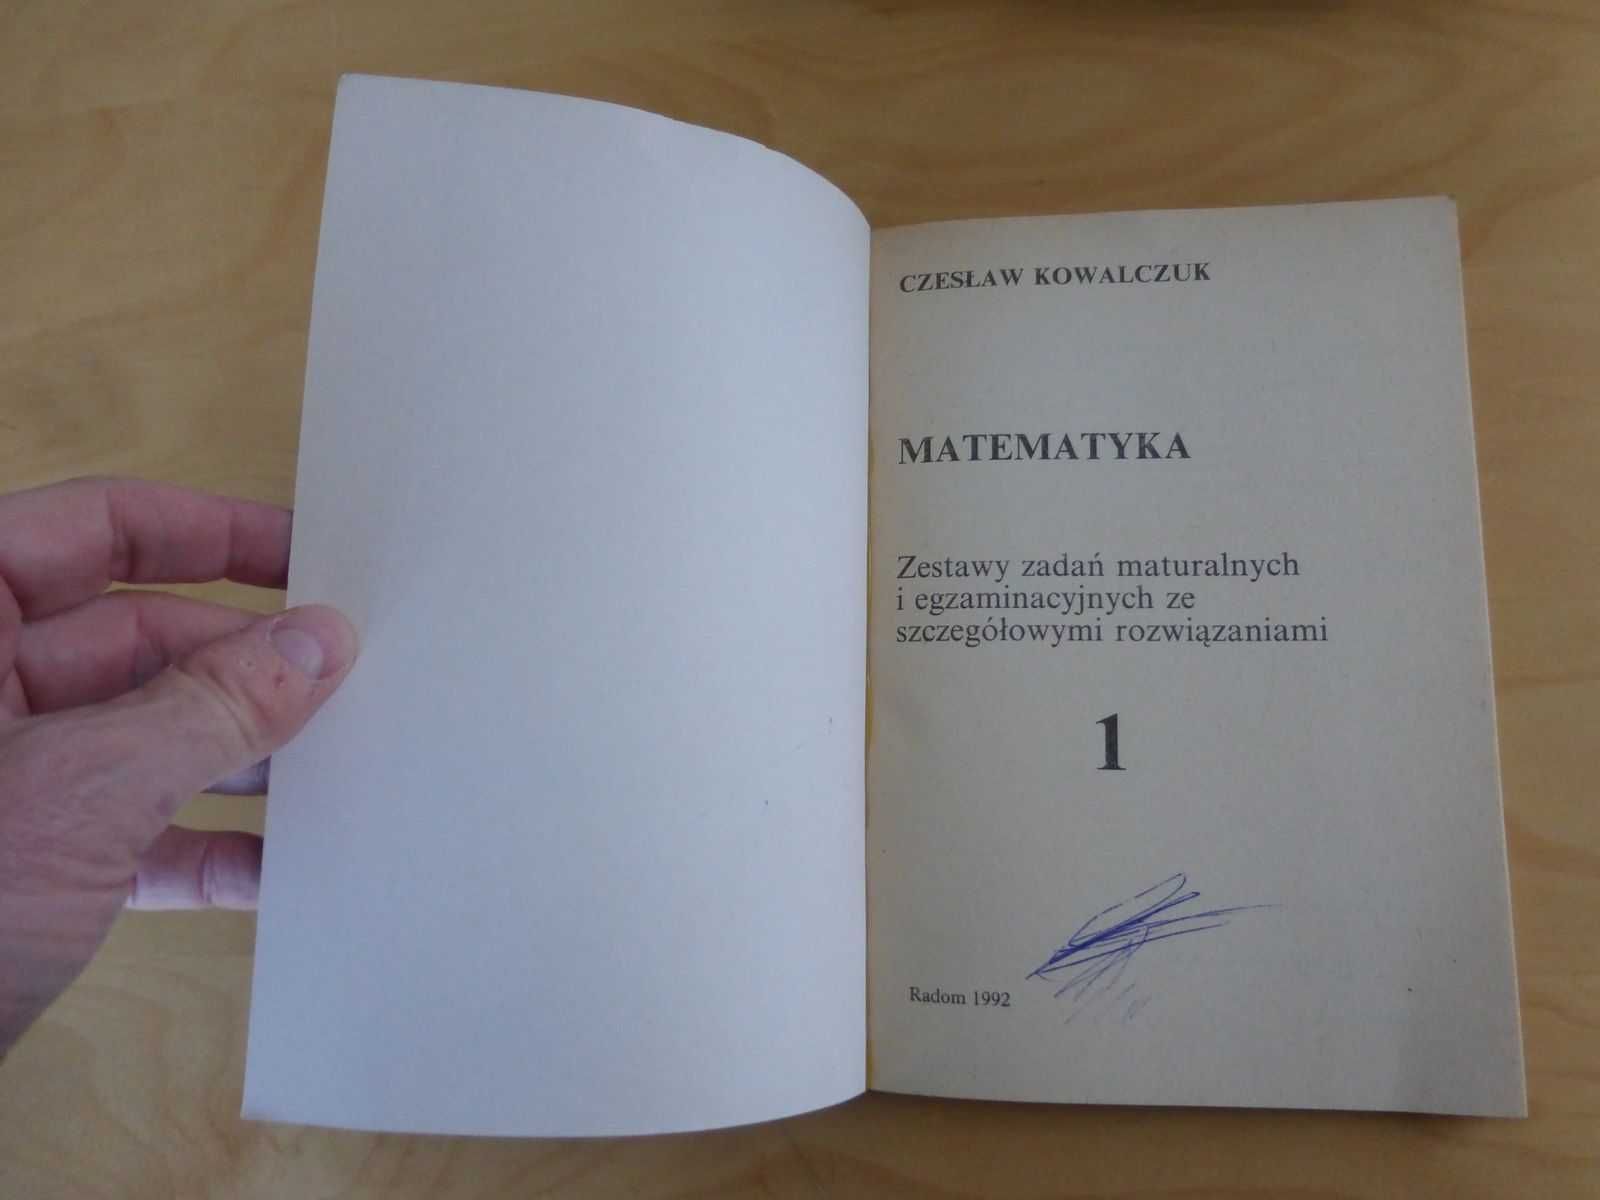 CZESŁAW KOWALCZUK
MATEMATYKA
Zestawy zadań maturalnych
i egzaminacyjnych ze
szczegółowymi rozwiązaniami
1
Radom 1992